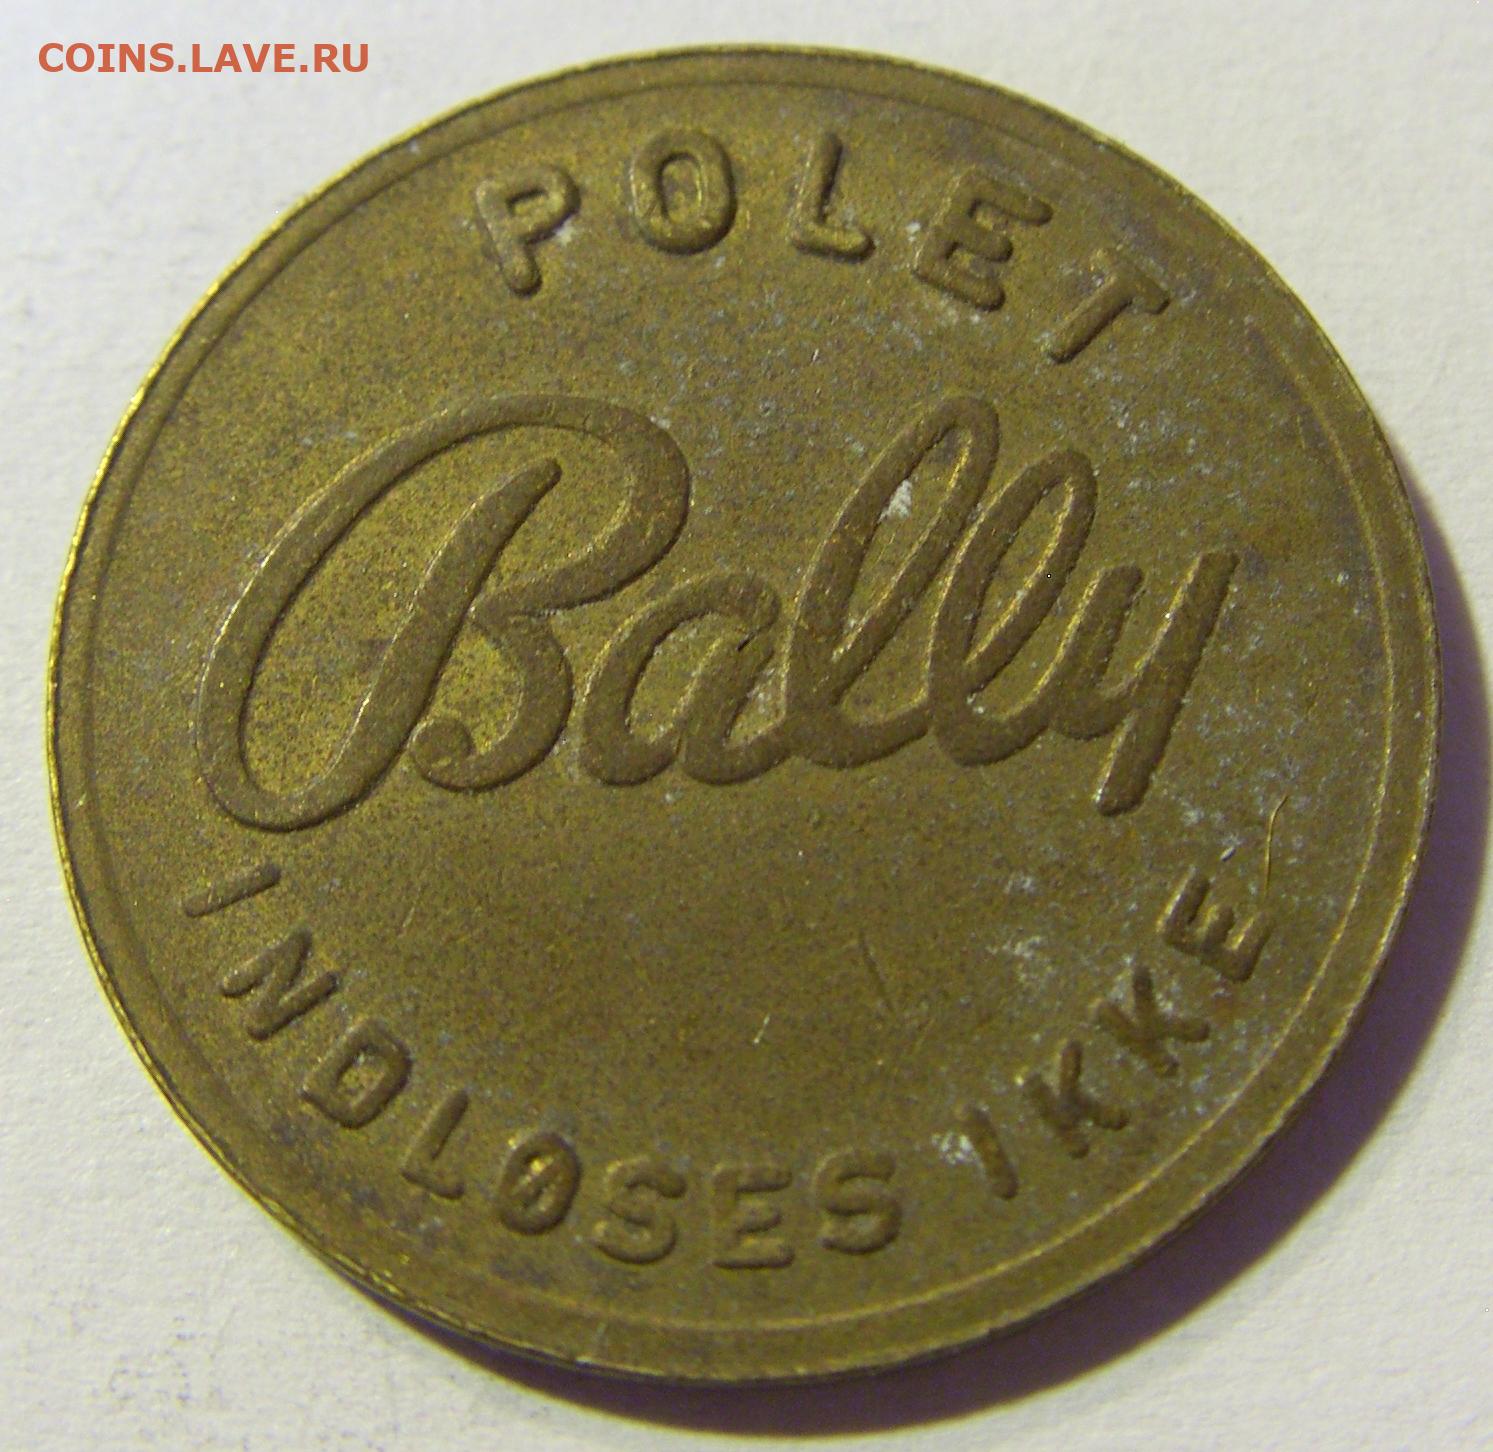 COINS.LAVE.RU
POLET
Bally
INDLØSES IKKE